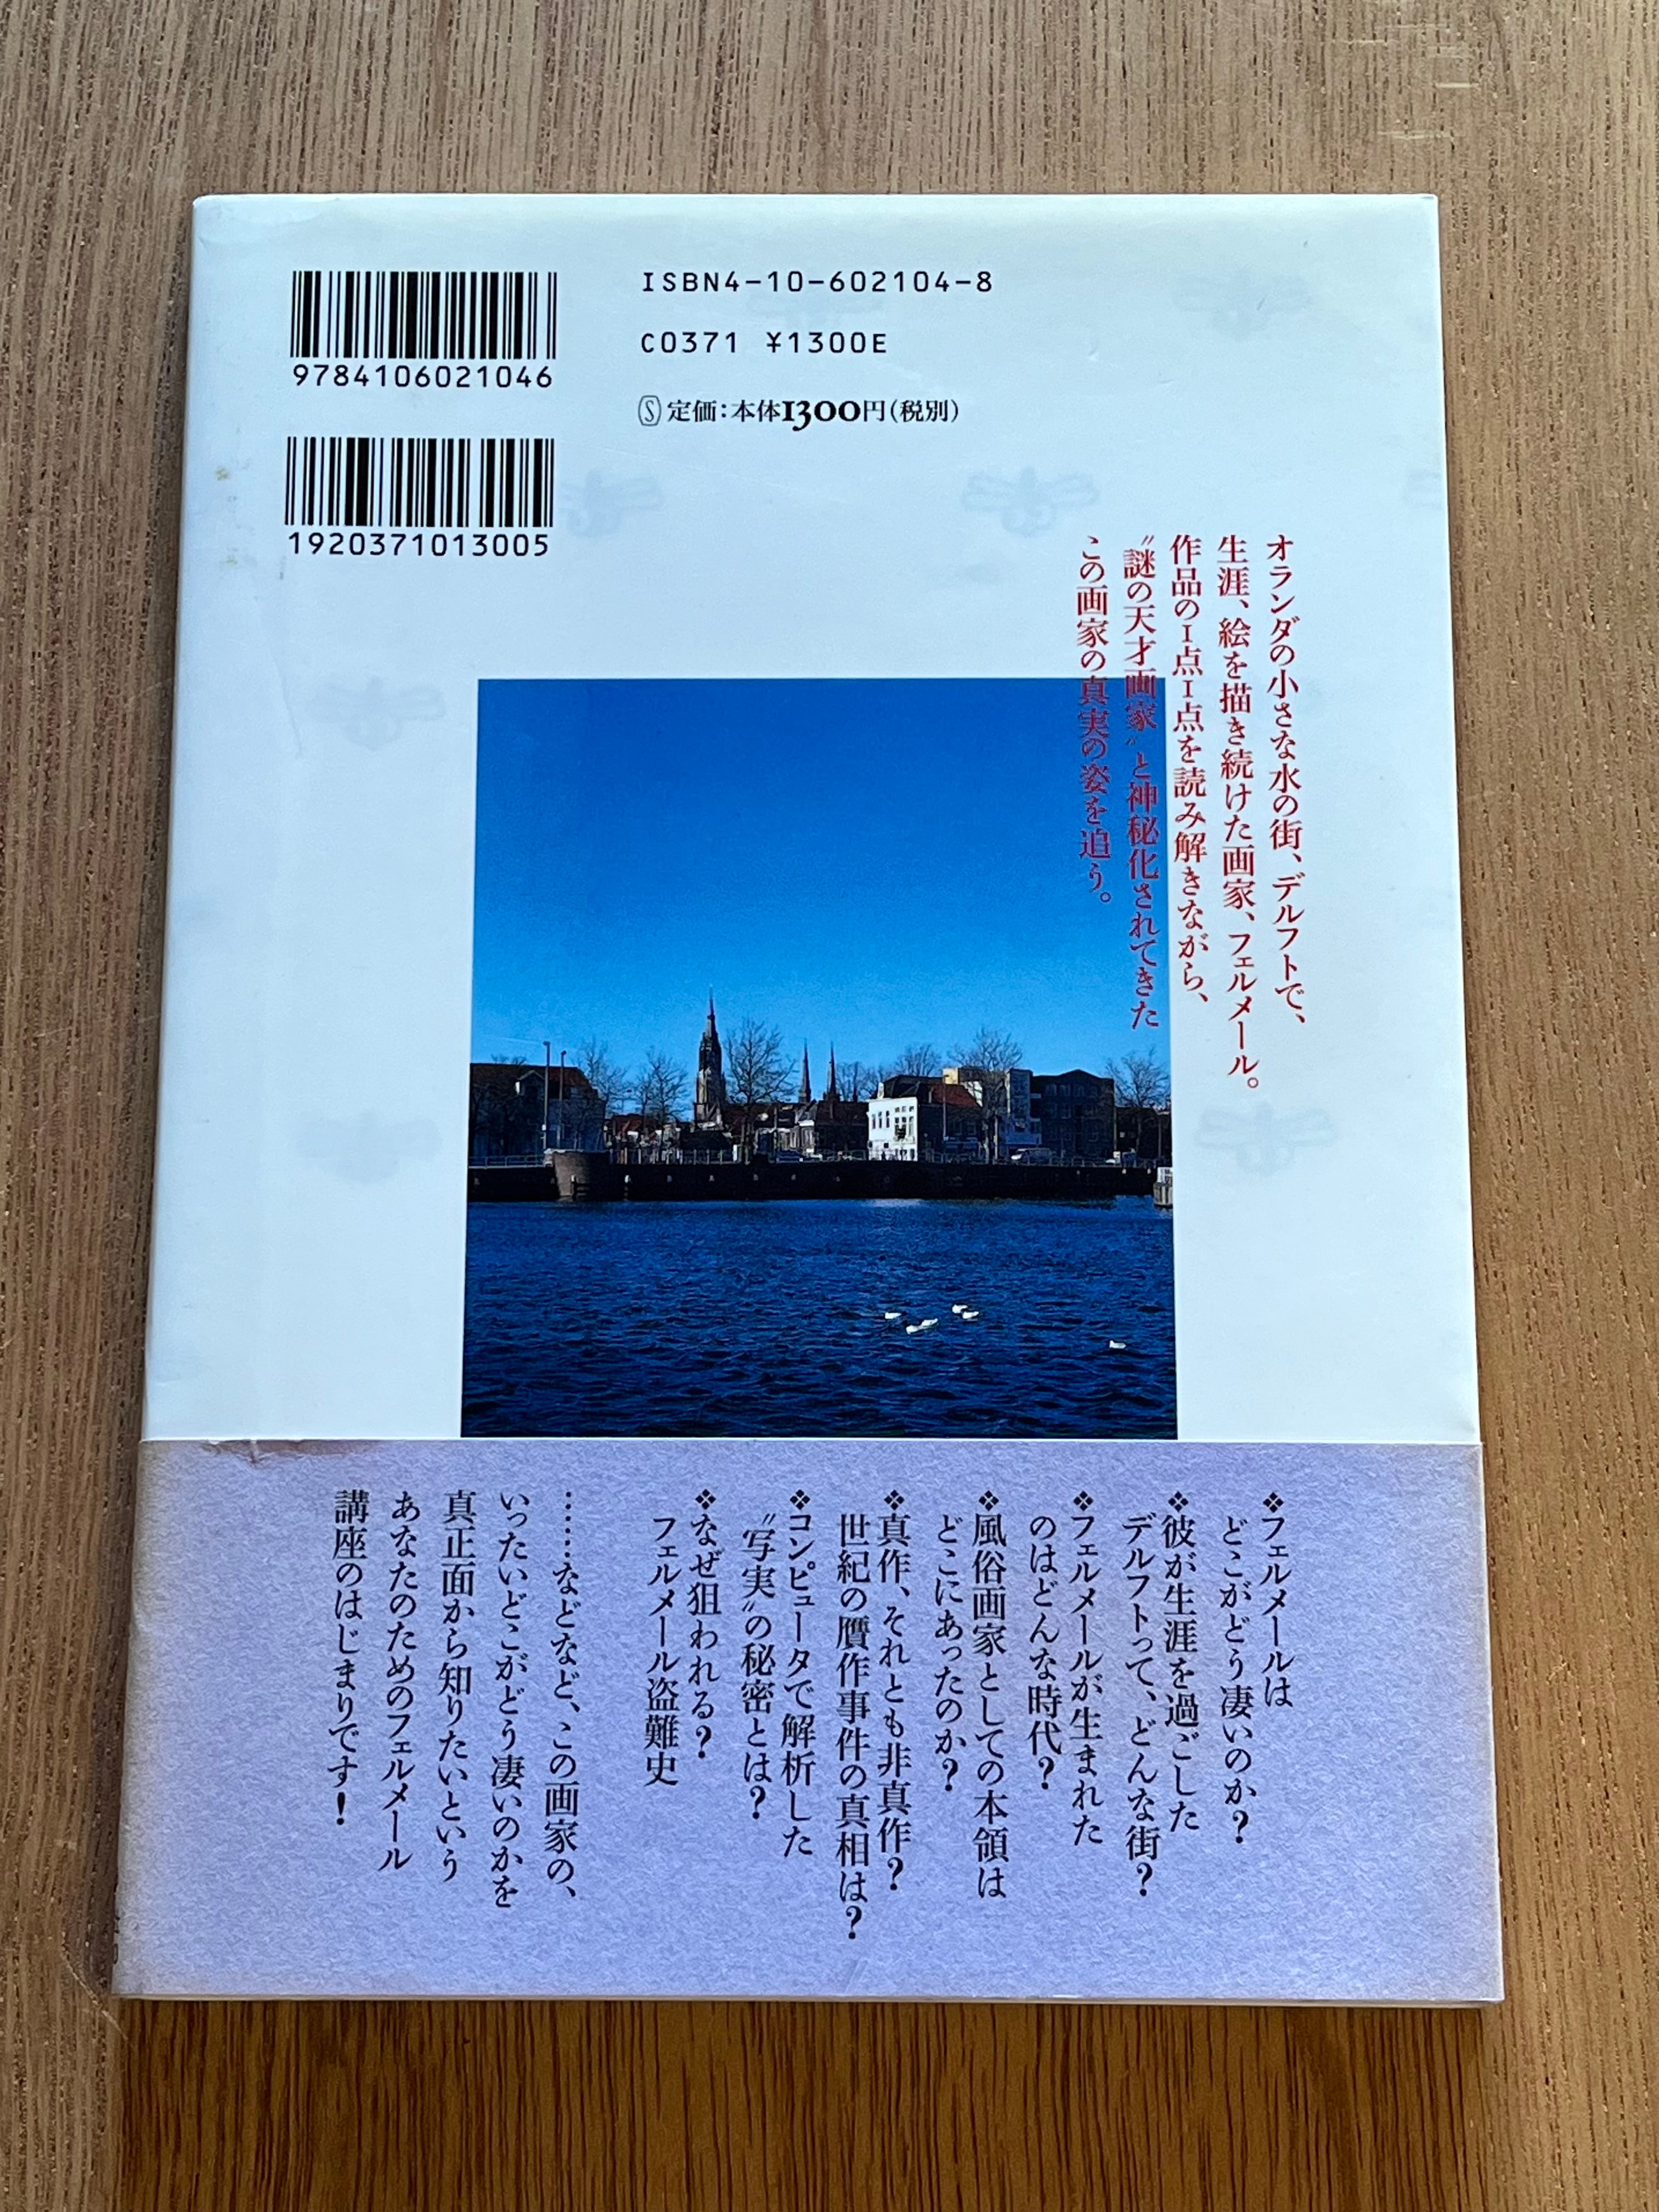 9784106021046
1920371013005
ISBN4-10-602104-8
C0371 ¥1300E
Ⓢ定価：本体1300円（税別）
オランダの小さな水の街、デルフトで、
生涯、絵を描き続けた画家、フェルメール。
作品の1点1点を読み解きながら、
〝謎の天才画家〟と神秘化されてきた
この画家の真実の姿を追う。
❖フェルメールは
どこがどう凄いのか？
❖彼が生涯を過ごした
デルフトって、どんな街？
❖フェルメールが生まれた
のはどんな時代？
❖風俗画家としての本領は
どこにあったのか？
❖真作、それとも非真作？
世紀の贋作事件の真相は？
❖コンピュータで解析した
〝写実〟の秘密とは？
❖なぜ狙われる？
フェルメール盗難史
……などなど、この画家の、
いったいどこがどう凄いのかを
真正面から知りたいという
あなたのためのフェルメール
講座のはじまりです！